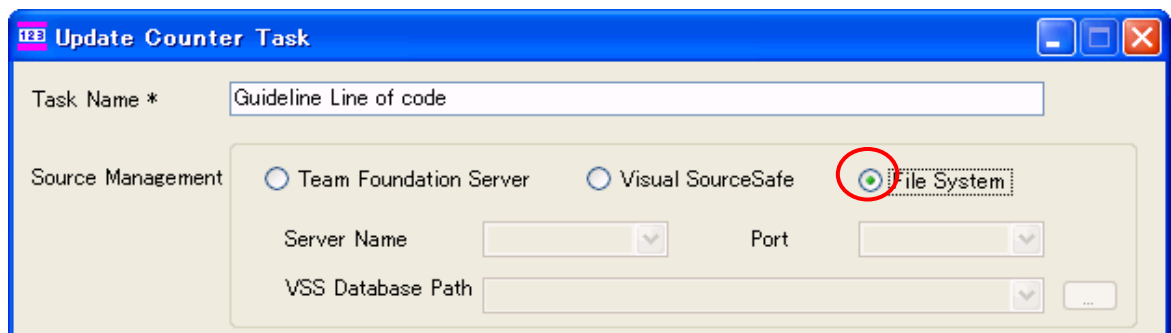 123 Update Counter Task
Task Name * Guideline Line of code
Source Management Team Foundation Server Visual SourceSafe File System
Server Name Port
VSS Database Path ...